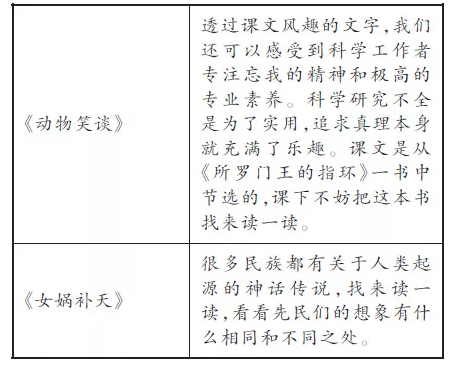 《动物笑谈》
透过课文风趣的文字,我们
还可以感受到科学工作者
专注忘我的精神和极高的
专业素养。科学研究不全
是为了实用,追求真理本身
就充满了乐趣。课文是从
《所罗门王的指环》一书中
节选的,课下不妨把这本书
找来读一读。
《女娲补天》
很多民族都有关于人类起
源的神话传说,找来读一
读,看看先民们的想象有什
么相同和不同之处。